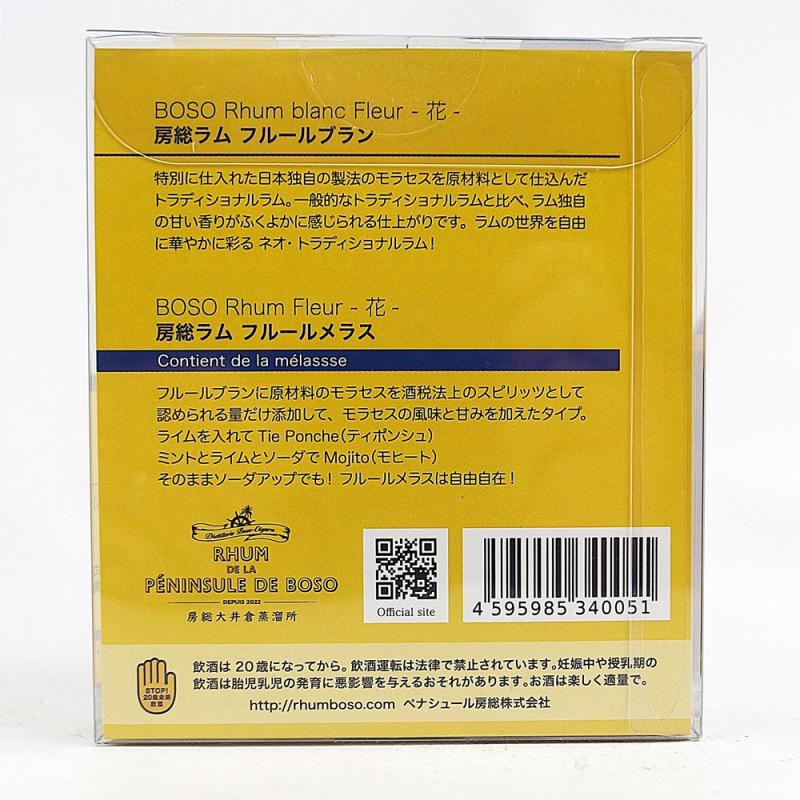 BOSO Rhum blanc Fleur - 花 -
房総ラム フルールブラン
特別に仕入れた日本独自の製法のモラセスを原材料として仕込んだ
トラディショナルラム。一般的なトラディショナルラムと比べ、ラム独自
の甘い香りがふくよかに感じられる仕上がりです。ラムの世界を自由
に華やかに彩る ネオ・トラディショナルラム!
BOSO Rhum Fleur - 花 -
房総ラム フルールメラス
Contient de la mélassse
フルールブランに原材料のモラセスを酒税法上のスピリッツとして
認められる量だけ添加して、モラセスの風味と甘みを加えたタイプ。
ライムを入れて Tie Ponche(ティポンシュ)
ミントとライムとソーダで Mojito(モヒート)
そのままソーダアップでも! フルールメラスは自由自在!
Distillerie Boso-Oigura
RHUM
DE LA
PÉNINSULE DE BOSO
DEPUIS 2022
房総大井倉蒸溜所
Official site
4 595985 340051
STOP!
20歳未満
飲酒
飲酒は 20歳になってから。飲酒運転は法律で禁止されています。妊娠中や授乳期の
飲酒は胎児乳児の発育に悪影響を与えるおそれがあります。お酒は楽しく適量で。
http://rhumboso.com ペナシュール房総株式会社